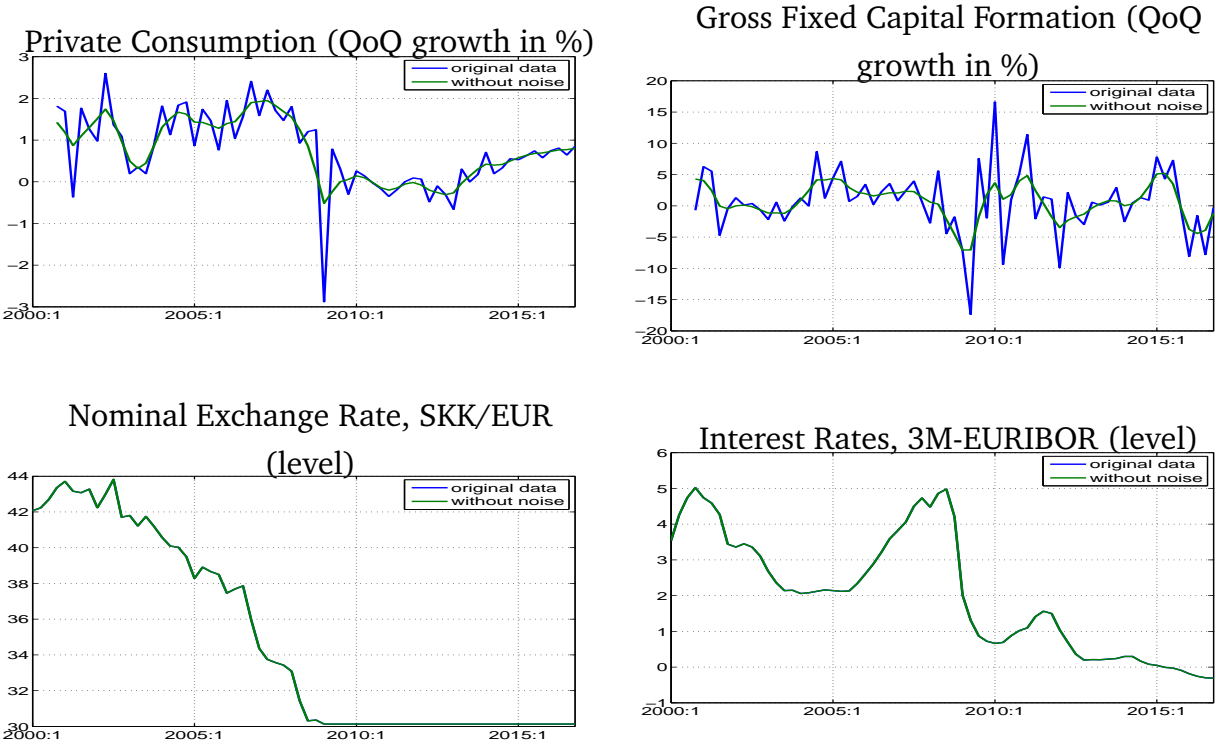 Private Consumption (QoQ growth in %)
3
2
1
0
−1
−2
−3
2000:1 2005:1 2010:1 2015:1
original data
without noise
Gross Fixed Capital Formation (QoQ
growth in %)
20
15
10
5
0
−5
−10
−15
−20
2000:1 2005:1 2010:1 2015:1
original data
without noise
Nominal Exchange Rate, SKK/EUR
(level)
44
42
40
38
36
34
32
30
2000:1 2005:1 2010:1 2015:1
original data
without noise
Interest Rates, 3M-EURIBOR (level)
6
5
4
3
2
1
0
−1
2000:1 2005:1 2010:1 2015:1
original data
without noise